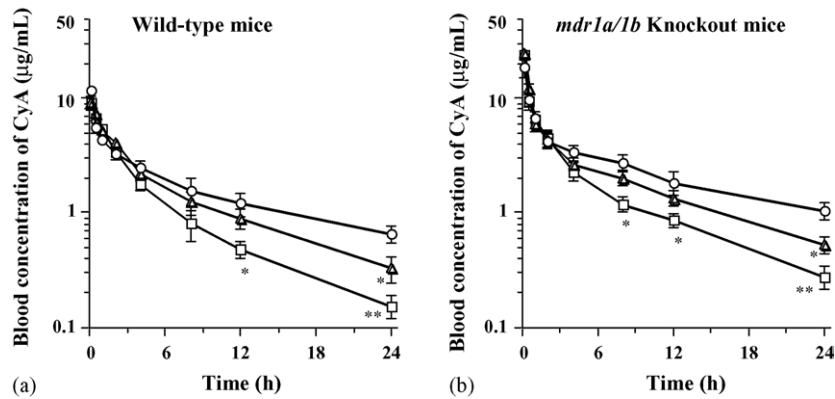 Wild-type mice
Blood concentration of CyA (µg/mL)
50
10
1
0.1
*
*
**
0 6 12 18 24
Time (h)
(a)
mdr1a/1b Knockout mice
Blood concentration of CyA (µg/mL)
50
10
1
0.1
*
*
*
**
0 6 12 18 24
Time (h)
(b)